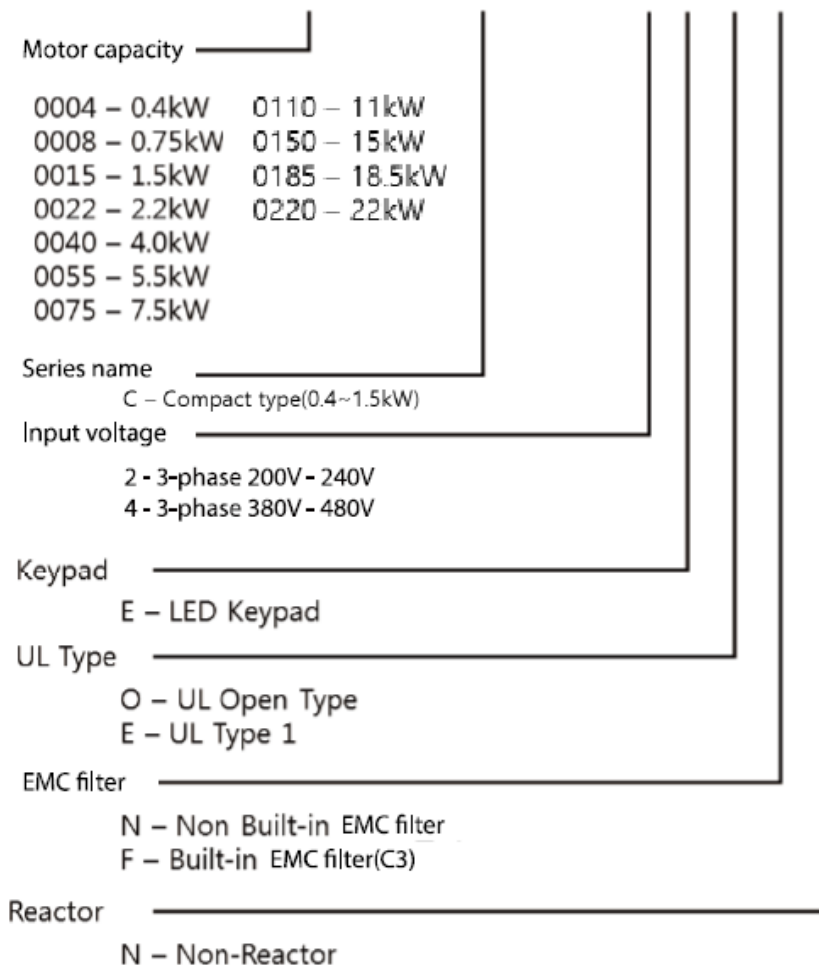 Motor capacity
0004 – 0.4kW 0110 – 11kW
0008 – 0.75kW 0150 – 15kW
0015 – 1.5kW 0185 – 18.5kW
0022 – 2.2kW 0220 – 22kW
0040 – 4.0kW
0055 – 5.5kW
0075 – 7.5kW
Series name
C – Compact type(0.4~1.5kW)
Input voltage
2 - 3-phase 200V - 240V
4 - 3-phase 380V - 480V
Keypad
E – LED Keypad
UL Type
O – UL Open Type
E – UL Type 1
EMC filter
N – Non Built-in EMC filter
F – Built-in EMC filter(C3)
Reactor
N – Non-Reactor